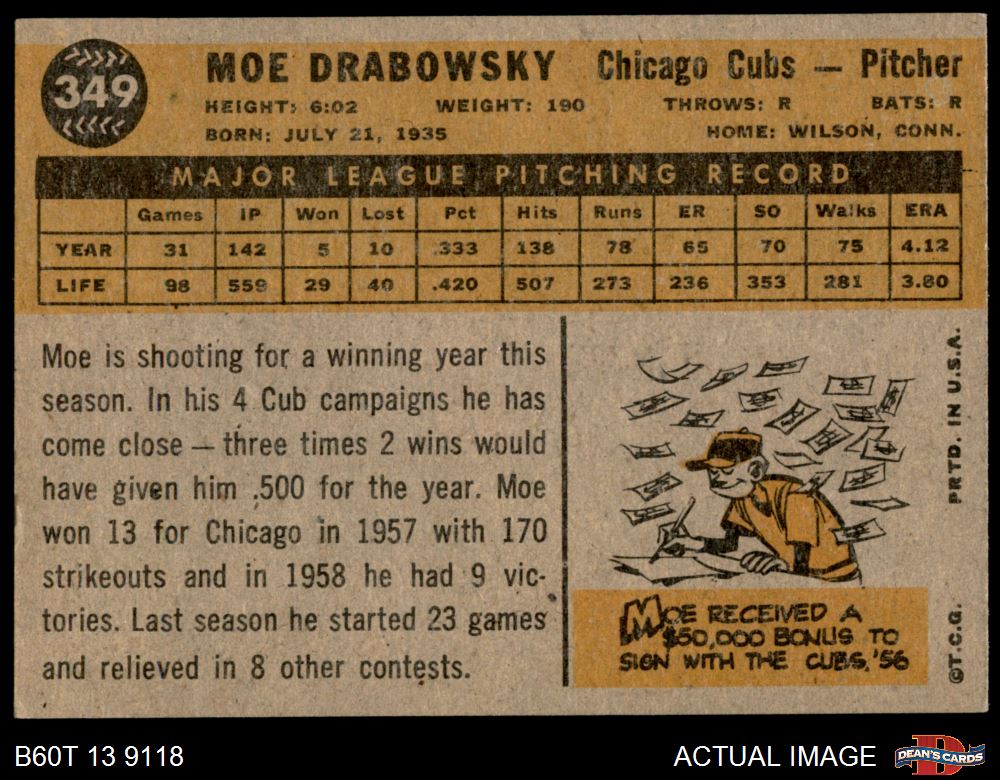 349
MOE DRABOWSKY Chicago Cubs — Pitcher
HEIGHT: 6:02 WEIGHT: 190 THROWS: R BATS: R
BORN: JULY 21, 1935 HOME: WILSON, CONN.
MAJOR LEAGUE PITCHING RECORD
Games IP Won Lost Pct Hits Runs ER SO Walks ERA
YEAR 31 142 5 10 .333 138 78 65 70 75 4.12
LIFE 98 559 29 40 .420 507 273 236 353 281 3.80
Moe is shooting for a winning year this
season. In his 4 Cub campaigns he has
come close — three times 2 wins would
have given him .500 for the year. Moe
won 13 for Chicago in 1957 with 170
strikeouts and in 1958 he had 9 vic-
tories. Last season he started 23 games
and relieved in 8 other contests.
MOE RECEIVED A
$50,000 BONUS TO
SIGN WITH THE CUBS, '56
PRTD. IN U.S.A.
©T.C.G.
B60T 13 9118 ACTUAL IMAGE
D
DEAN'S CARDS